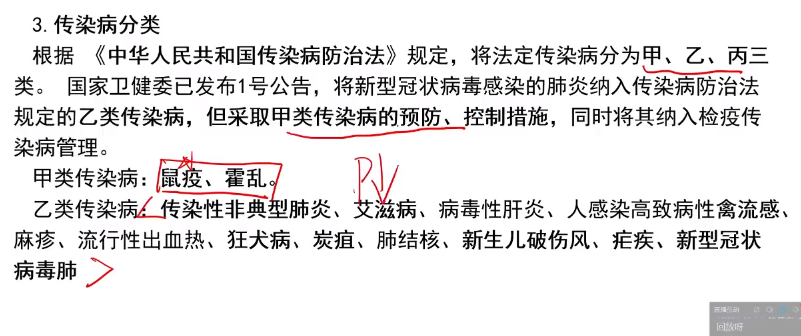 3.传染病分类
根据 《中华人民共和国传染病防治法》规定，将法定传染病分为甲、乙、丙三
类。 国家卫健委已发布1号公告，将新型冠状病毒感染的肺炎纳入传染病防治法
规定的乙类传染病，但采取甲类传染病的预防、控制措施，同时将其纳入检疫传
染病管理。
甲类传染病：鼠疫、霍乱。
乙类传染病：传染性非典型肺炎、艾滋病、病毒性肝炎、人感染高致病性禽流感、
麻疹、流行性出血热、狂犬病、炭疽、肺结核、新生儿破伤风、疟疾、新型冠状
病毒肺
回放呀